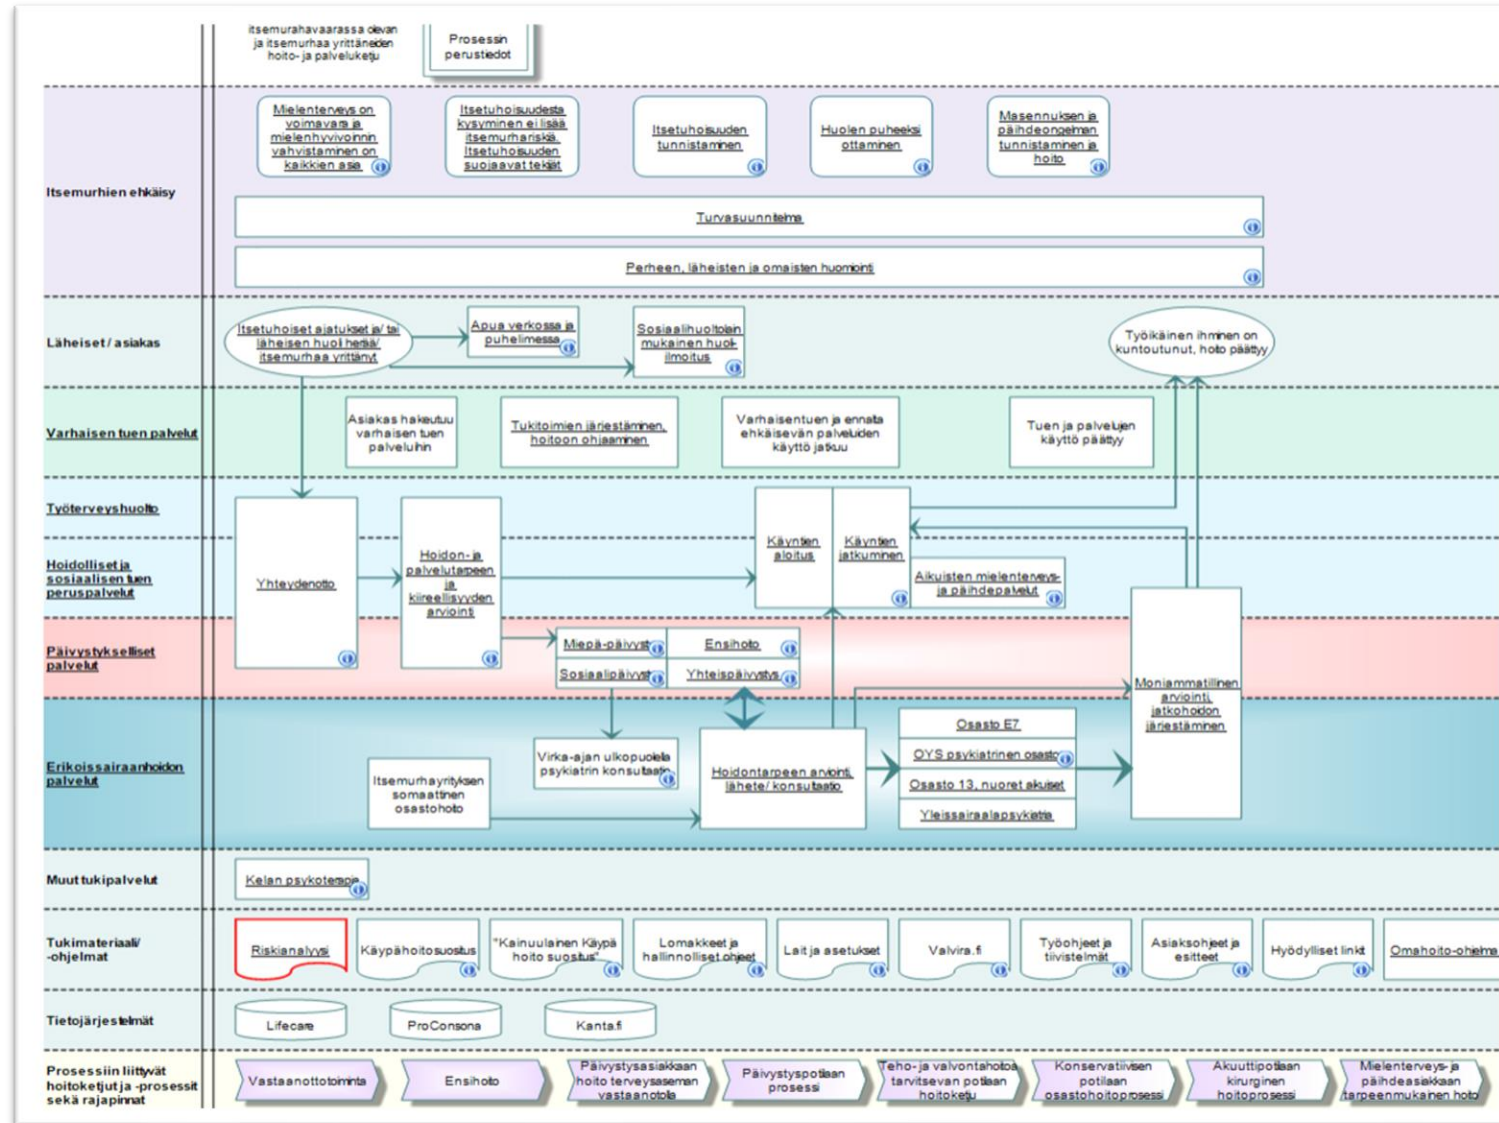 itsemurahavaarassa olevan
ja itsemurhaa yrittäneiden
hoito- ja palveluketju
Prosessin
perustiedot
Itsemurhien ehkäisy
Mielenterveys on
voimavara ja
mielenhyvivoinnin
vahvistaminen on
kaikkien asia
Itsetuhoisuudesta
kysyminen ei lisää
itsemurhariskiä.
Itsetuhoisuuden
suojaavat tekijät
Itsetuhoisuuden
tunnistaminen
Huolen puheeksi
ottaminen
Masennuksen ja
päihdeongelman
tunnistaminen ja
hoito
Turvasuunnitelma
Perheen, läheisten ja omaisten huomiointi
Läheiset / asiakas
Itsetuhoiset ajatukset ja/ tai
läheisen huoli herää/
itsemurhaa yrittänyt
Apua verkossa ja
puhelimessa
Sosiaalihuoltolain
mukainen huoli-
ilmoitus
Työikäinen ihminen on
kuntoutunut, hoito päättyy
Varhaisen tuen palvelut
Asiakas hakeutuu
varhaisen tuen
palveluihin
Tukitoimien järjestäminen,
hoitoon ohjaaminen
Varhaisentuen ja ennalta
ehkäisevän palveluiden
käyttö jatkuu
Tuen ja palvelujen
käyttö päättyy
Työterveyshuolto
Hoidolliset ja
sosiaalisen tuen
peruspalvelut
Yhteydenotto
Hoidon- ja
palvelutarpeen
ja
kiireellisyyden
arviointi
Käyntien
aloitus
Käyntien
jatkuminen
Aikuisten mielenterveys-
ja päihdepalvelut
Päivystykselliset
palvelut
Miepä-päivyst
Ensihoito
Sosiaalipäivyst
Yhteispäivystys
Moniammatillinen
arviointi,
jatkohoidon
järjestäminen
Erikoissairaanhoidon
palvelut
Itsemurhayrityksen
somaattinen
osastohoito
Virka-ajan ulkopuolella
psykiatrin konsultaatio
Hoidontarpeen arviointi,
lähete/ konsultaatio
Osasto E7
OYS psykiatrinen osasto
Osasto 13, nuoret aikuiset
Yleissairaalapsykiatria
Muut tukipalvelut
Kelan psykoterapia
Tukimateriaali/
-ohjelmat
Riskianalyysi
Käypähoitosuositus
"Kainuulainen Käypä
hoito suositus"
Lomakkeet ja
hallinnolliset ohjeet
Lait ja asetukset
Valvira.fi
Työohjeet ja
tiivistelmät
Asiaksohjeet ja
esitteet
Hyödylliset linkit
Omahoito-ohjelma
Tietojärjestelmät
Lifecare
ProConsona
Kanta.fi
Prosessiin liittyvät
hoitoketjut ja -prosessit
sekä rajapinnat
Vastaanottotoiminta
Ensihoito
Päivystysasiakkaan
hoito terveysaseman
vastaanotolla
Päivystyspotilaan
prosessi
Teho- ja valvontahoitoa
tarvitsevan potilaan
hoitoketju
Konservatiivisen
potilaan
osastohoitoprosessi
Akuuttipotilaan
kirurginen
hoitoprosessi
Mielenterveys- ja
päihdeasiakkaan
tarpeenmukainen hoito